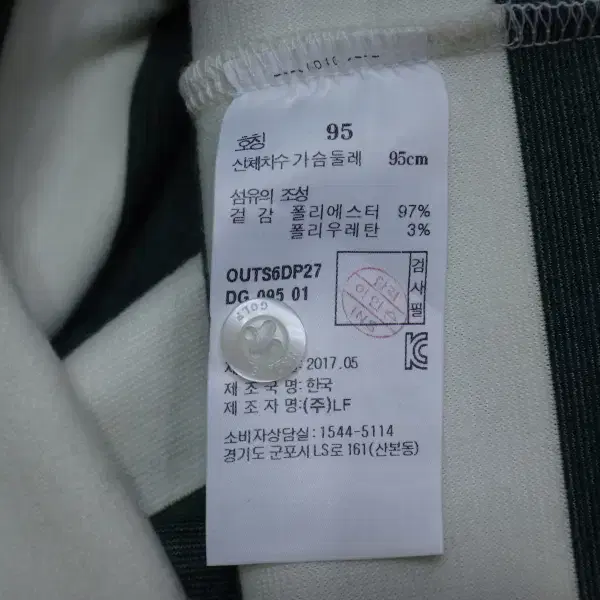 호칭 95
신체치수 가슴둘레 95cm
섬유의 조성
겉 감 폴리에스터 97%
폴리우레탄 3%
OUTS6DP27
DG 095 01
검사필
GOLF
2017.05
제 조 국 명: 한국
제 조 자 명: (주)LF
소비자상담실: 1544-5114
경기도 군포시 LS로 161(산본동)